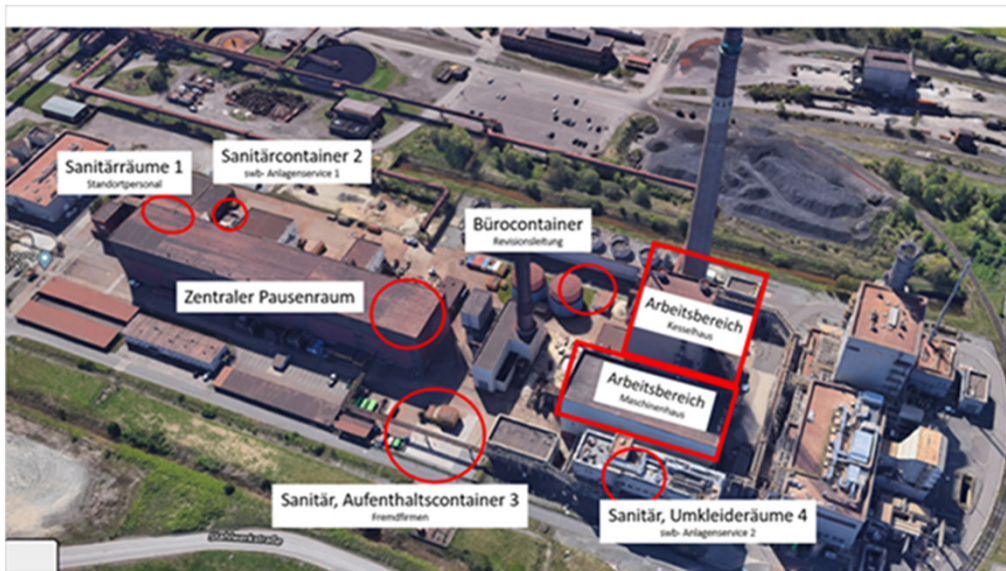 Sanitärräume 1
Standortpersonal
Sanitärcontainer 2
swb- Anlagenservice 1
Bürocontainer
Revisionsleitung
Zentraler Pausenraum
Arbeitsbereich
Kesselhaus
Arbeitsbereich
Maschinenhaus
Sanitär, Aufenthaltscontainer 3
Fremdfirmen
Sanitär, Umkleideräume 4
swb- Anlagenservice 2
Stahlwerkstraße